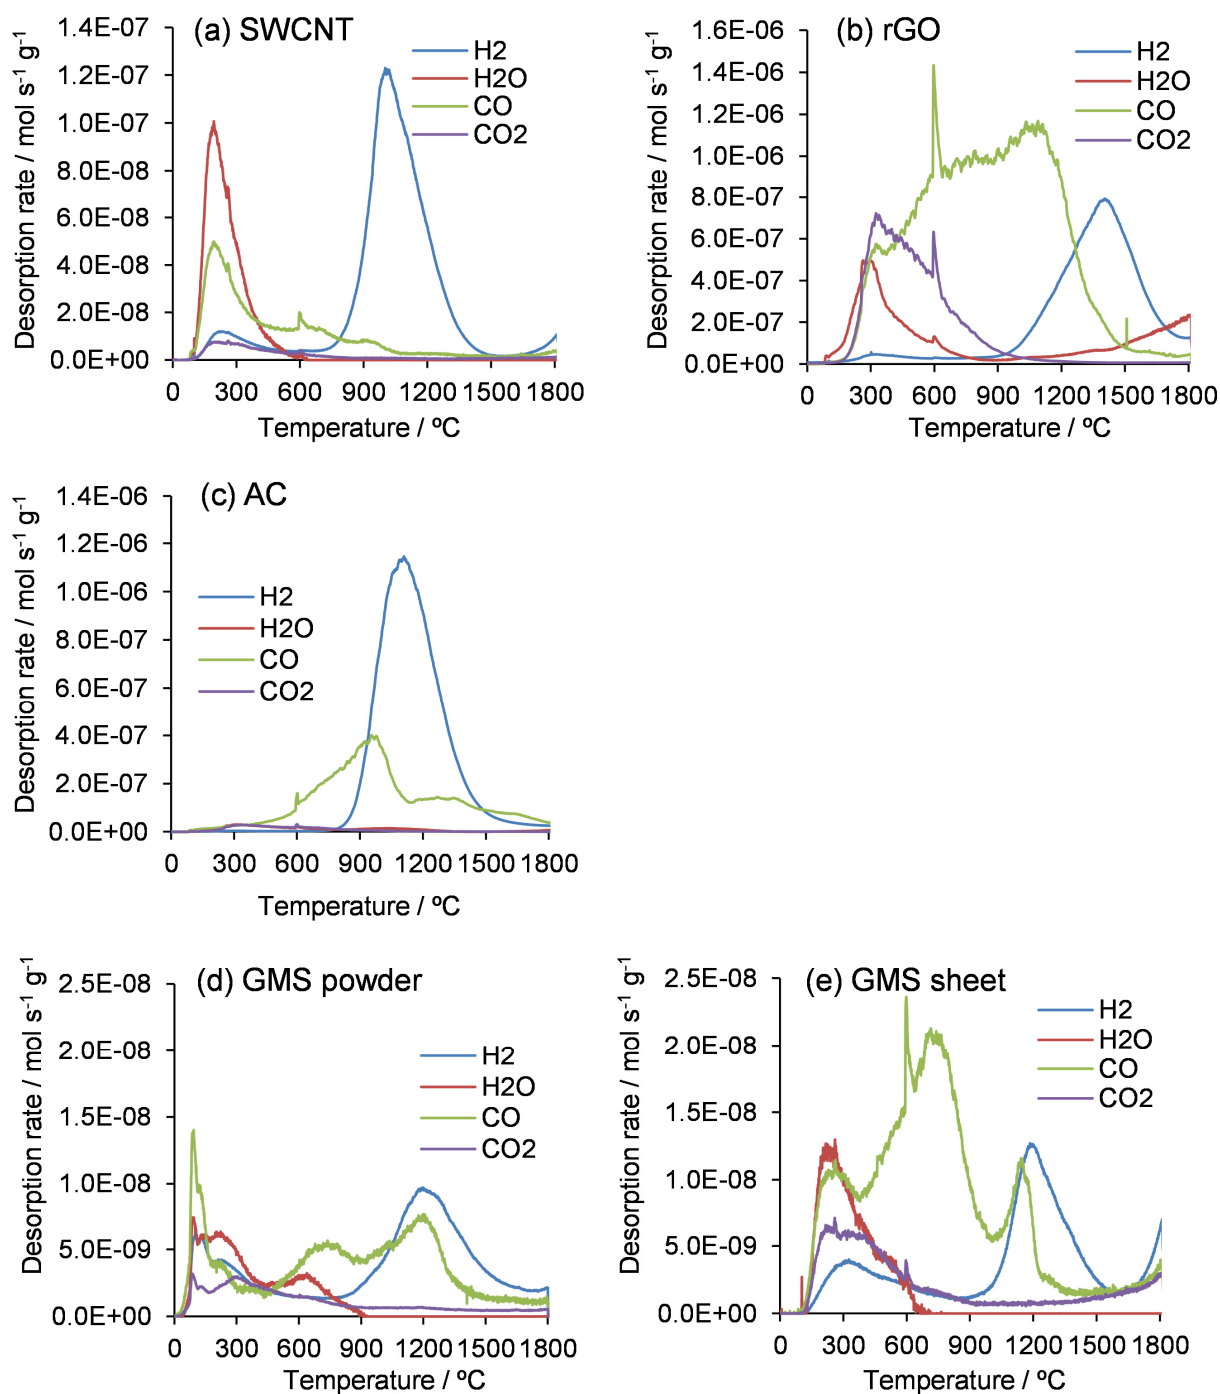 (a) SWCNT
Desorption rate / mol s⁻¹ g⁻¹
1.4E-07
1.2E-07
1.0E-07
8.0E-08
6.0E-08
4.0E-08
2.0E-08
0.0E+00
H2
H2O
CO
CO2
0 300 600 900 1200 1500 1800
Temperature / ºC
(b) rGO
Desorption rate / mol s⁻¹ g⁻¹
1.6E-06
1.4E-06
1.2E-06
1.0E-06
8.0E-07
6.0E-07
4.0E-07
2.0E-07
0.0E+00
H2
H2O
CO
CO2
0 300 600 900 1200 1500 1800
Temperature / ºC
(c) AC
Desorption rate / mol s⁻¹ g⁻¹
1.4E-06
1.2E-06
1.0E-06
8.0E-07
6.0E-07
4.0E-07
2.0E-07
0.0E+00
H2
H2O
CO
CO2
0 300 600 900 1200 1500 1800
Temperature / ºC
(d) GMS powder
Desorption rate / mol s⁻¹ g⁻¹
2.5E-08
2.0E-08
1.5E-08
1.0E-08
5.0E-09
0.0E+00
H2
H2O
CO
CO2
0 300 600 900 1200 1500 1800
Temperature / ºC
(e) GMS sheet
Desorption rate / mol s⁻¹ g⁻¹
2.5E-08
2.0E-08
1.5E-08
1.0E-08
5.0E-09
0.0E+00
H2
H2O
CO
CO2
0 300 600 900 1200 1500 1800
Temperature / ºC